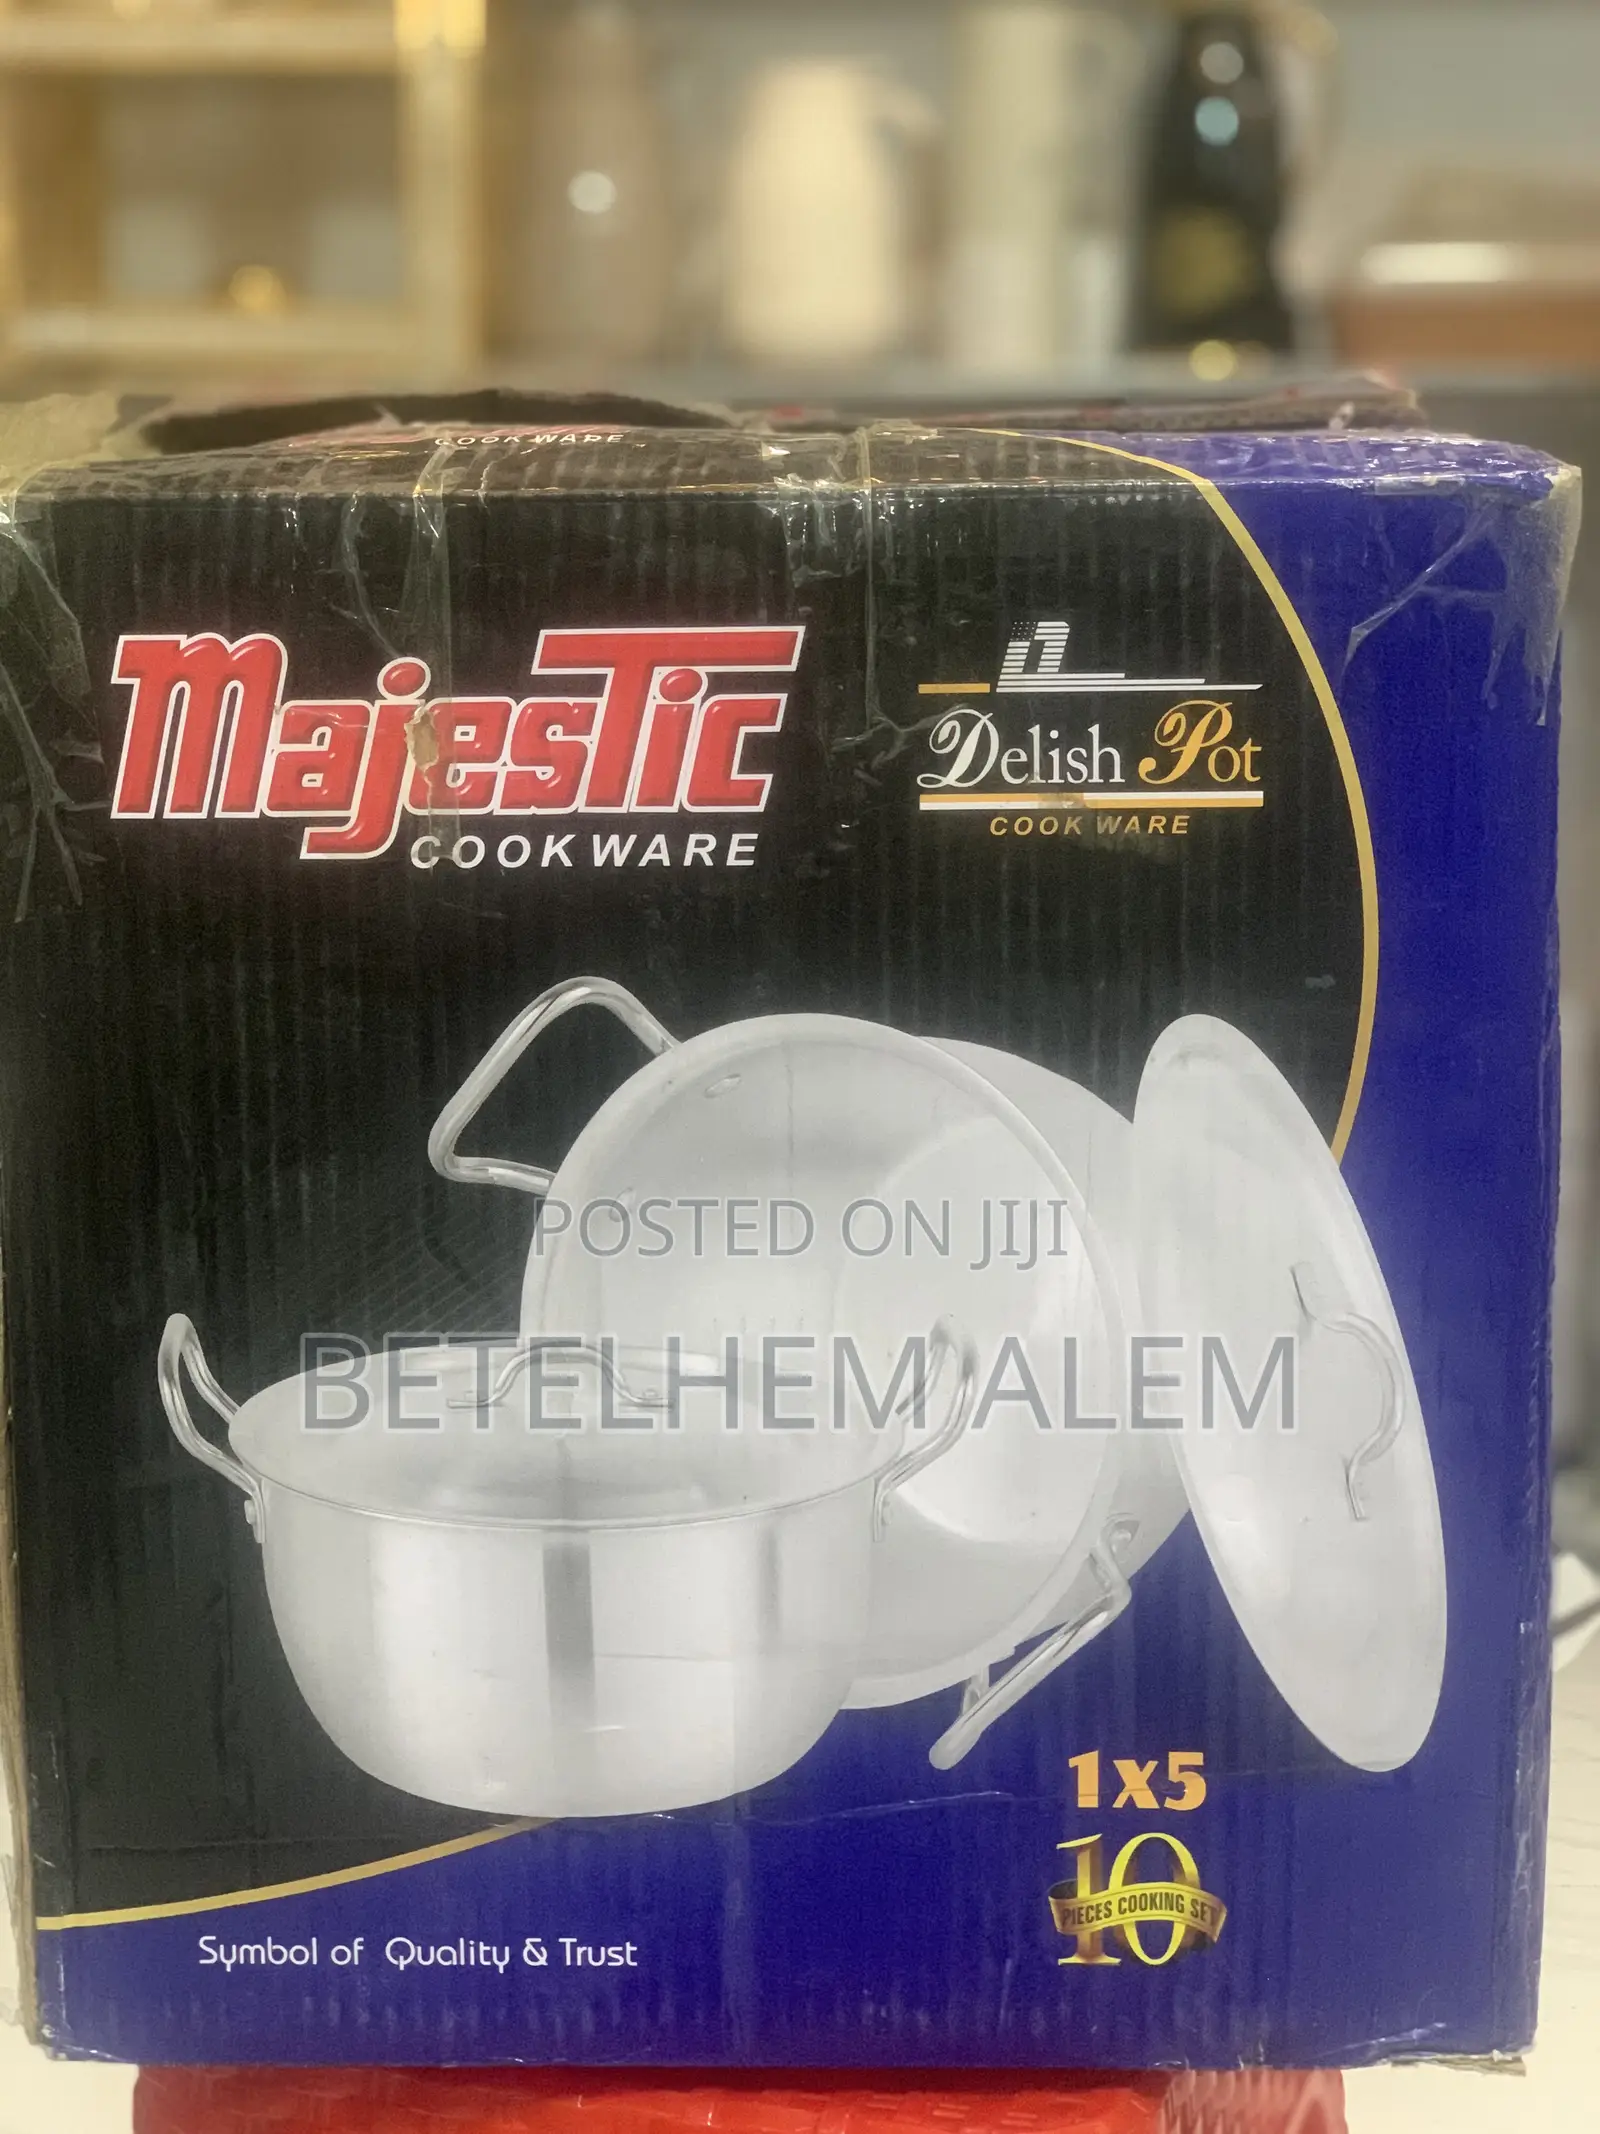 COOK WARE
MajesTic
COOKWARE
Delish Pot
COOK WARE
POSTED ON JIJI
BETELHEM ALEM
1x5
10
PIECES COOKING SET
Symbol of Quality & Trust